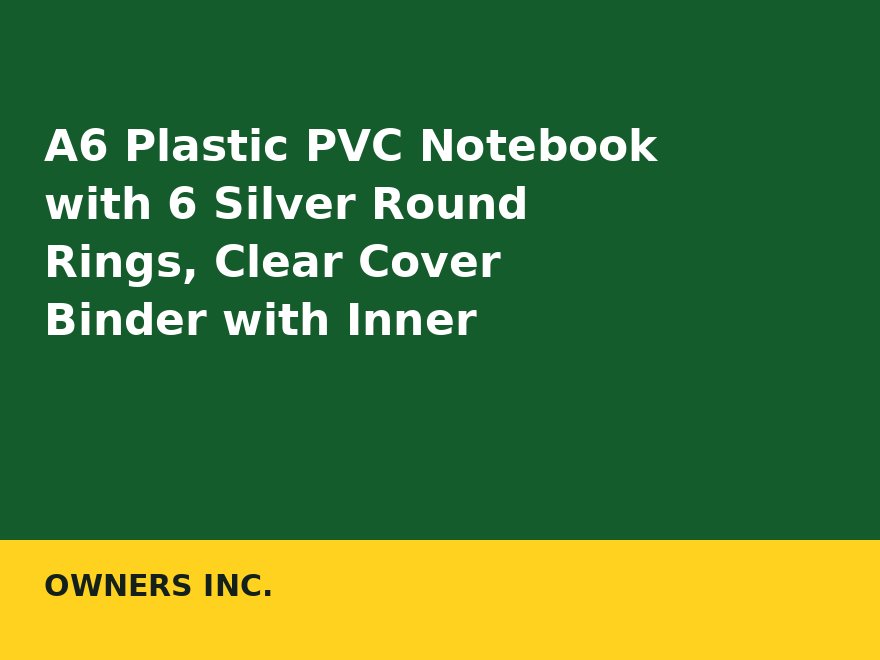 A6 Plastic PVC Notebook
with 6 Silver Round
Rings, Clear Cover
Binder with Inner
OWNERS INC.